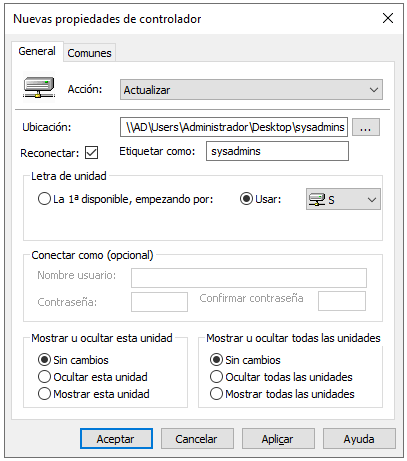 Nuevas propiedades de controlador
General Comunes
Acción: Actualizar
Ubicación: \\AD\Users\Administrador\Desktop\sysadmins ...
Reconectar: Etiquetar como: sysadmins
Letra de unidad
La 1ª disponible, empezando por: Usar: S
Conectar como (opcional)
Nombre usuario:
Contraseña: Confirmar contraseña
Mostrar u ocultar esta unidad Mostrar u ocultar todas las unidades
Sin cambios Sin cambios
Ocultar esta unidad Ocultar todas las unidades
Mostrar esta unidad Mostrar todas las unidades
Aceptar Cancelar Aplicar Ayuda